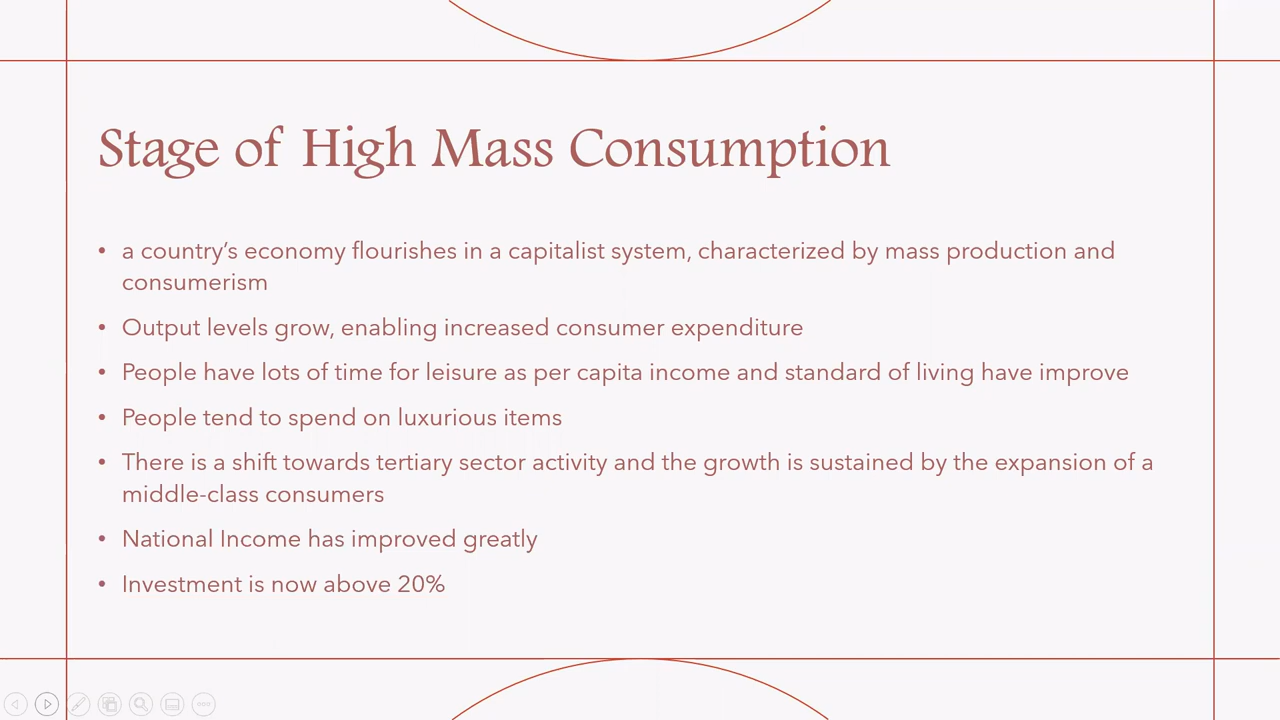 Stage of High Mass Consumption
• a country’s economy flourishes in a capitalist system, characterized by mass production and
consumerism
• Output levels grow, enabling increased consumer expenditure
• People have lots of time for leisure as per capita income and standard of living have improve
• People tend to spend on luxurious items
• There is a shift towards tertiary sector activity and the growth is sustained by the expansion of a
middle-class consumers
• National Income has improved greatly
• Investment is now above 20%